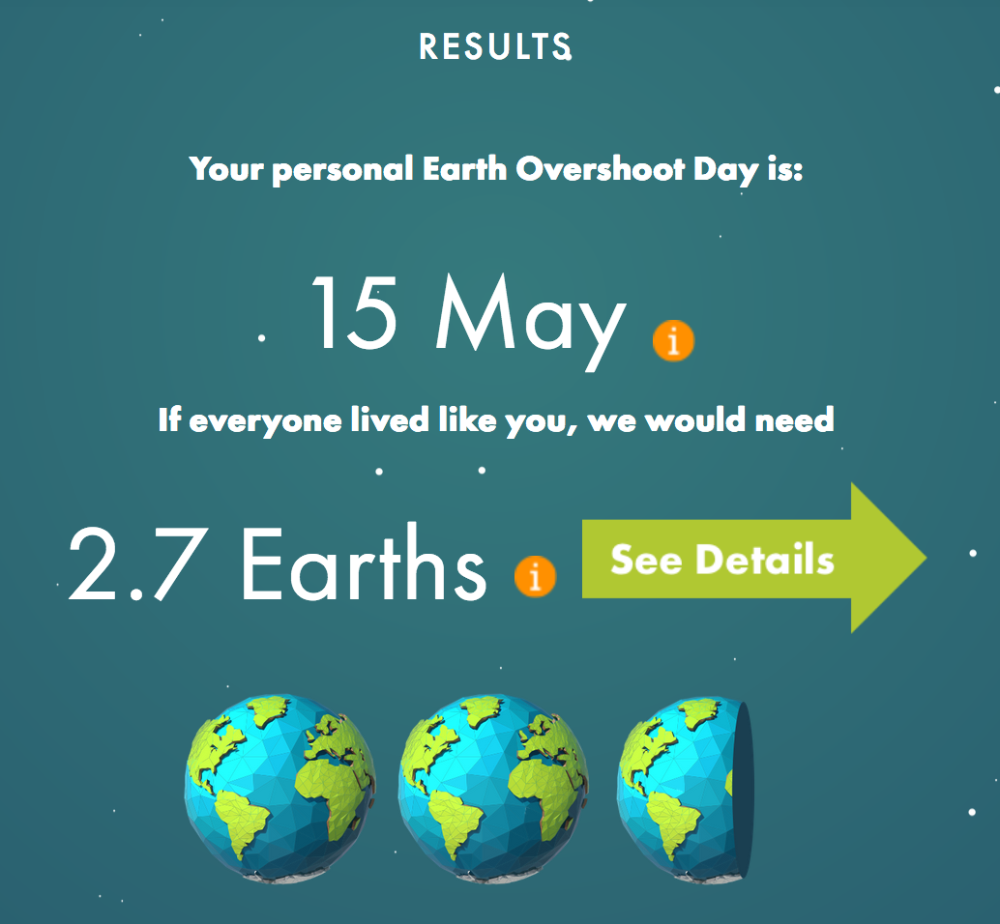 RESULTS
Your personal Earth Overshoot Day is:
15 May i
If everyone lived like you, we would need
2.7 Earths i See Details